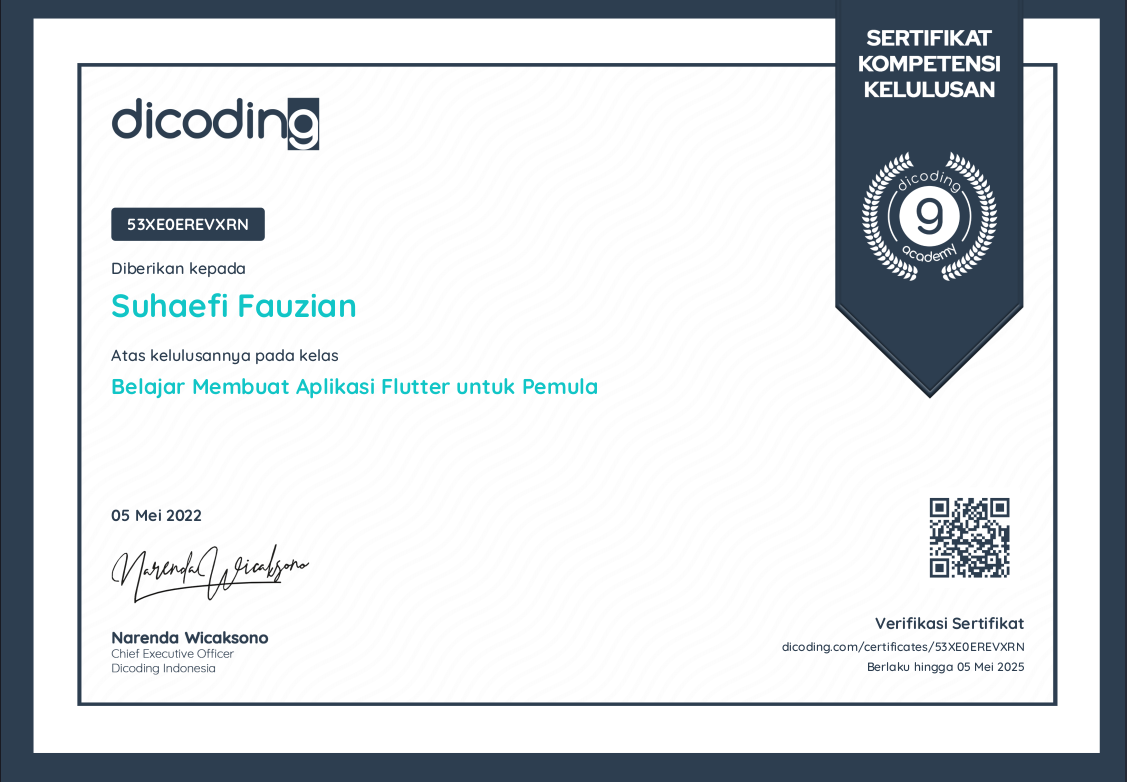 SERTIFIKAT
KOMPETENSI
KELULUSAN
dicoding
dicoding
g
academy
53XE0EREVXRN
Diberikan kepada
Suhaefi Fauzian
Atas kelulusannya pada kelas
Belajar Membuat Aplikasi Flutter untuk Pemula
05 Mei 2022
Narenda Wicaksono
Narenda Wicaksono
Chief Executive Officer
Dicoding Indonesia
Verifikasi Sertifikat
dicoding.com/certificates/53XE0EREVXRN
Berlaku hingga 05 Mei 2025